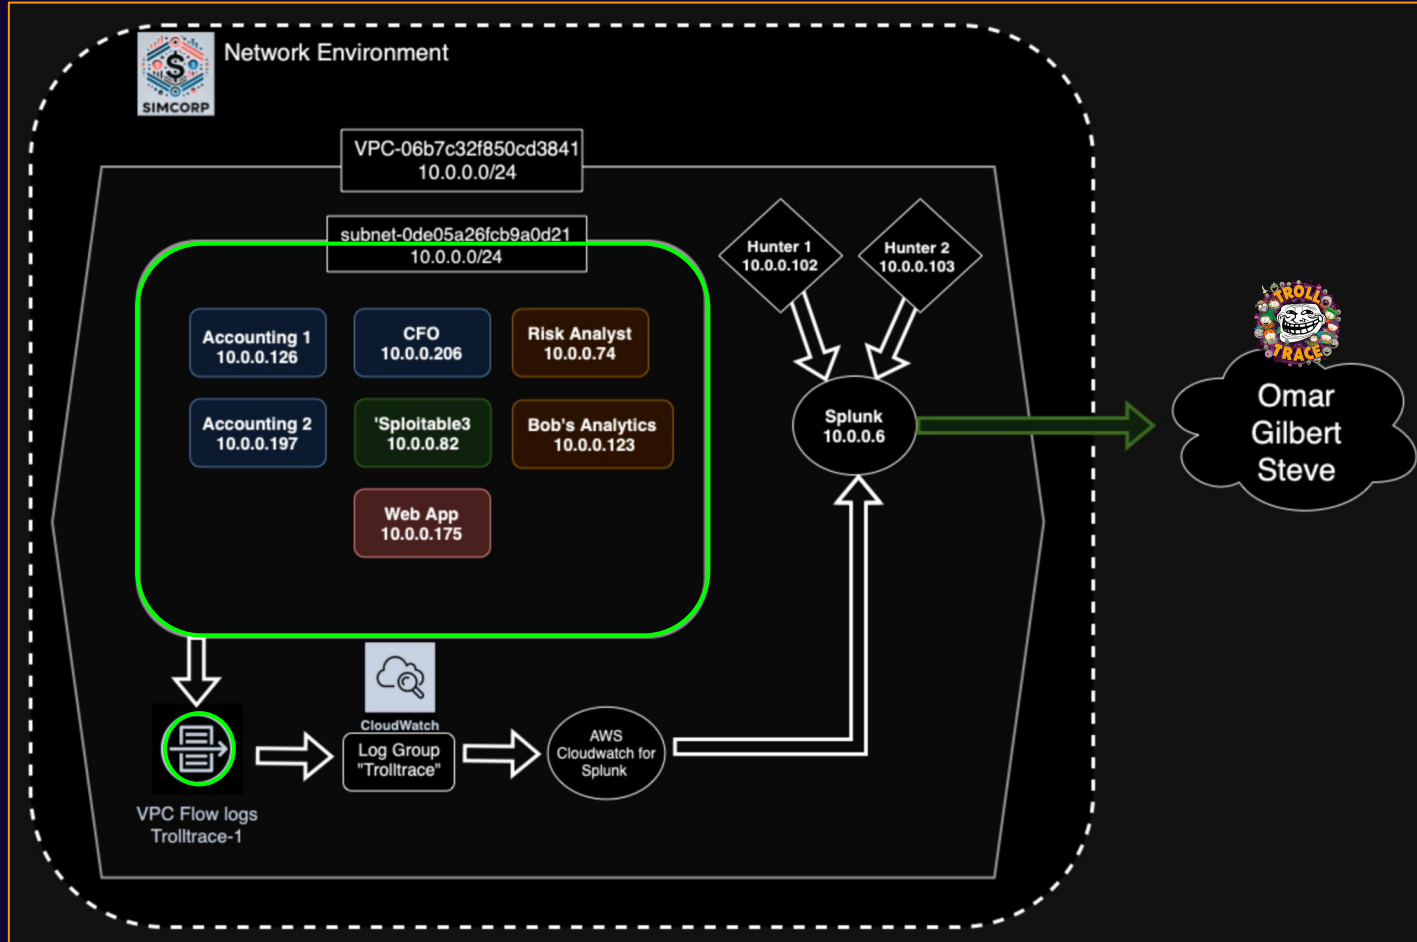 SIMCORP
Network Environment
VPC-06b7c32f850cd3841
10.0.0.0/24
subnet-0de05a26fcb9a0d21
10.0.0.0/24
Accounting 1
10.0.0.126
CFO
10.0.0.206
Risk Analyst
10.0.0.74
Accounting 2
10.0.0.197
'Sploitable3
10.0.0.82
Bob's Analytics
10.0.0.123
Web App
10.0.0.175
Hunter 1
10.0.0.102
Hunter 2
10.0.0.103
Splunk
10.0.0.6
TROLL
TRACE
Omar
Gilbert
Steve
VPC Flow logs
Trolltrace-1
CloudWatch
Log Group
"Trolltrace"
AWS
Cloudwatch for
Splunk